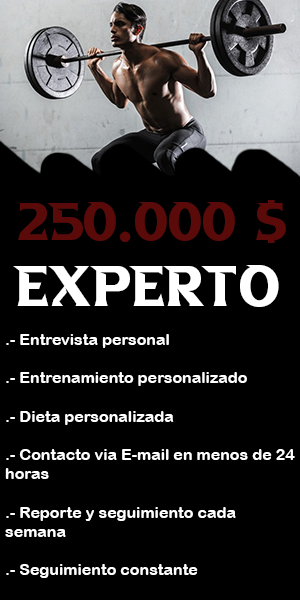 250.000 $
EXPERTO
.- Entrevista personal
.- Entrenamiento personalizado
.- Dieta personalizada
.- Contacto via E-mail en menos de 24
horas
.- Reporte y seguimiento cada
semana
.- Seguimiento constante